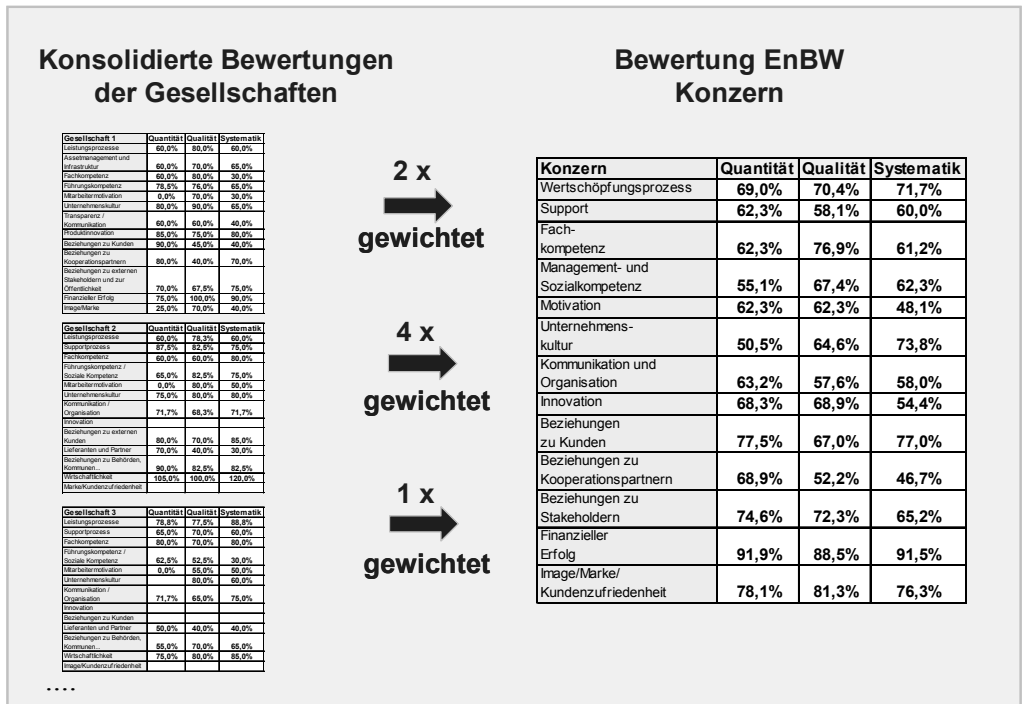 Konsolidierte Bewertungen
der Gesellschaften
Gesellschaft 1 Quantität Qualität Systematik
Leistungsprozesse 60,0% 80,0% 60,0%
Assetmanagement und
Infrastruktur 60,0% 70,0% 65,0%
Fachkompetenz 60,0% 80,0% 30,0%
Führungskompetenz 78,5% 76,0% 65,0%
Mitarbeitermotivation 0,0% 70,0% 30,0%
Unternehmenskultur 80,0% 90,0% 65,0%
Transparenz /
Kommunikation 60,0% 60,0% 40,0%
Produktinnovation 85,0% 75,0% 80,0%
Beziehungen zu Kunden 90,0% 45,0% 40,0%
Beziehungen zu
Kooperationspartnern 80,0% 40,0% 70,0%
Beziehungen zu externen
Stakeholdern und zur
Öffentlichkeit 70,0% 67,5% 75,0%
Finanzieller Erfolg 75,0% 100,0% 90,0%
Image/Marke 25,0% 70,0% 40,0%
Gesellschaft 2 Quantität Qualität Systematik
Leistungsprozesse 60,0% 78,3% 60,0%
Supportprozess 87,5% 82,5% 75,0%
Fachkompetenz 60,0% 60,0% 80,0%
Führungskompetenz /
Soziale Kompetenz 65,0% 82,5% 75,0%
Mitarbeitermotivation 0,0% 80,0% 50,0%
Unternehmenskultur 75,0% 80,0% 80,0%
Kommunikation /
Organisation 71,7% 68,3% 71,7%
Innovation
Beziehungen zu externen
Kunden 80,0% 70,0% 85,0%
Lieferanten und Partner 70,0% 40,0% 30,0%
Beziehungen zu Behörden,
Kommunen... 90,0% 82,5% 82,5%
Wirtschaftlichkeit 105,0% 100,0% 120,0%
Marke/Kundenzufriedenheit
Gesellschaft 3 Quantität Qualität Systematik
Leistungsprozesse 78,8% 77,5% 88,8%
Supportprozess 65,0% 70,0% 60,0%
Fachkompetenz 80,0% 70,0% 80,0%
Führungskompetenz /
Soziale Kompetenz 62,5% 52,5% 30,0%
Mitarbeitermotivation 0,0% 55,0% 50,0%
Unternehmenskultur 80,0% 60,0%
Kommunikation /
Organisation 71,7% 65,0% 75,0%
Innovation
Beziehungen zu Kunden
Lieferanten und Partner 50,0% 40,0% 40,0%
Beziehungen zu Behörden,
Kommunen... 55,0% 70,0% 65,0%
Wirtschaftlichkeit 75,0% 80,0% 85,0%
Image/Kundenzufriedenheit
....
2 x
gewichtet
4 x
gewichtet
1 x
gewichtet
Bewertung EnBW
Konzern
Konzern Quantität Qualität Systematik
Wertschöpfungsprozess 69,0% 70,4% 71,7%
Support 62,3% 58,1% 60,0%
Fach-
kompetenz 62,3% 76,9% 61,2%
Management- und
Sozialkompetenz 55,1% 67,4% 62,3%
Motivation 62,3% 62,3% 48,1%
Unternehmens-
kultur 50,5% 64,6% 73,8%
Kommunikation und
Organisation 63,2% 57,6% 58,0%
Innovation 68,3% 68,9% 54,4%
Beziehungen
zu Kunden 77,5% 67,0% 77,0%
Beziehungen zu
Kooperationspartnern 68,9% 52,2% 46,7%
Beziehungen zu
Stakeholdern 74,6% 72,3% 65,2%
Finanzieller
Erfolg 91,9% 88,5% 91,5%
Image/Marke/
Kundenzufriedenheit 78,1% 81,3% 76,3%